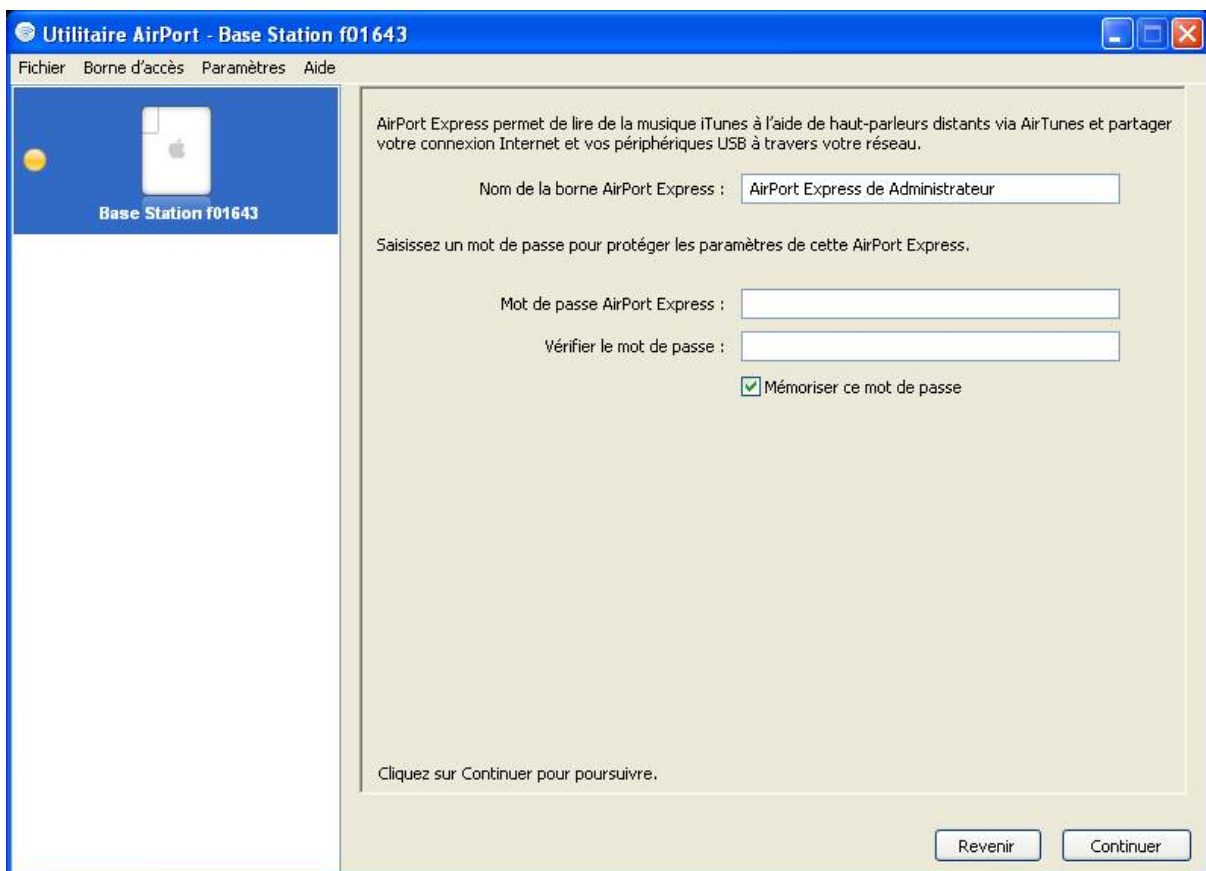 Utilitaire AirPort - Base Station f01643
Fichier Borne d'accès Paramètres Aide
Base Station f01643
AirPort Express permet de lire de la musique iTunes à l'aide de haut-parleurs distants via AirTunes et partager
votre connexion Internet et vos périphériques USB à travers votre réseau.
Nom de la borne AirPort Express : AirPort Express de Administrateur
Saisissez un mot de passe pour protéger les paramètres de cette AirPort Express.
Mot de passe AirPort Express :
Vérifier le mot de passe :
Mémoriser ce mot de passe
Cliquez sur Continuer pour poursuivre.
Revenir Continuer